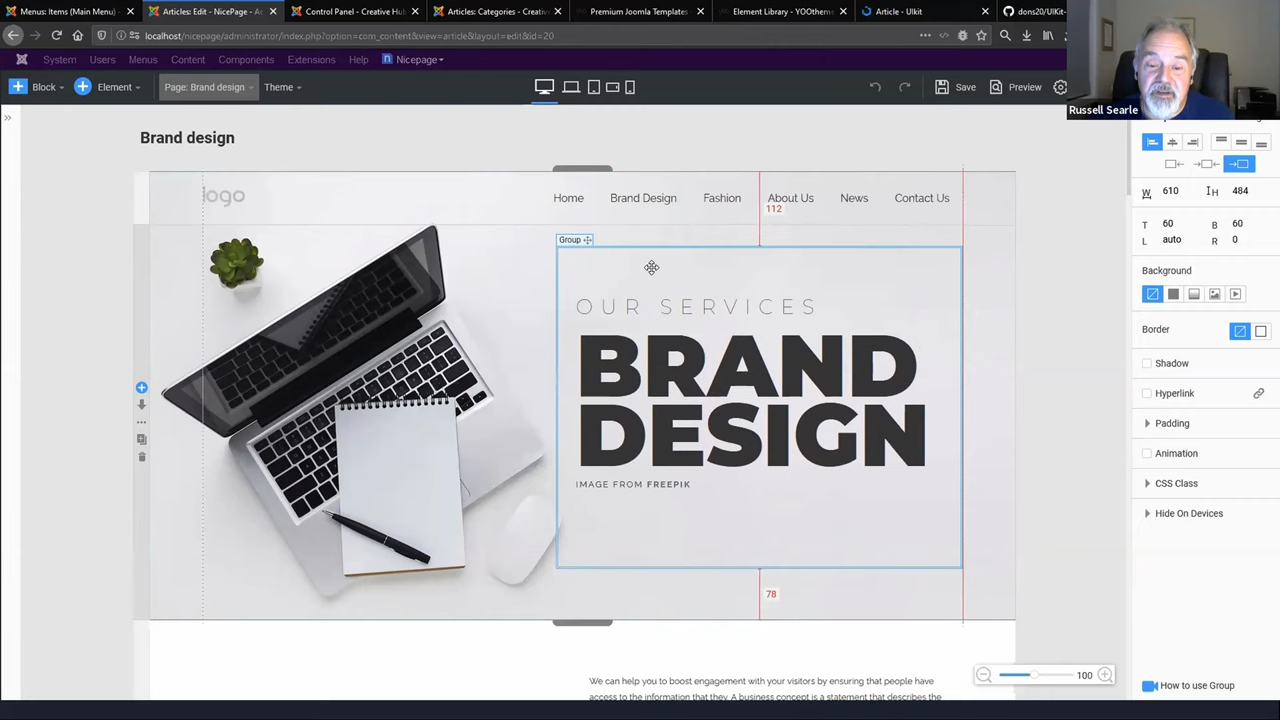 Menus: Items (Main Menu) - Ni
Articles: Edit - NicePage - Ad
Control Panel - Creative Hub
Articles: Categories - Creative
Premium Joomla Templates
Element Library - YOOtheme
Article - UIkit
dons20/UIKit-
localhost/nicepage/administrator/index.php?option=com_content&view=article&layout=edit&id=20
System Users Menus Content Components Extensions Help Nicepage
Block Element Page: Brand design Theme Save Preview
Russell Searle
Brand design
logo
Home Brand Design Fashion About Us News Contact Us
112
Group
OUR SERVICES
BRAND
DESIGN
IMAGE FROM FREEPIK
78
We can help you to boost engagement with your visitors by ensuring that people have
access to the information that they. A business concept is a statement that describes the
W 610 H 484
T 60 B 60
L auto R 0
Background
Border
Shadow
Hyperlink
Padding
Animation
CSS Class
Hide On Devices
100
How to use Group